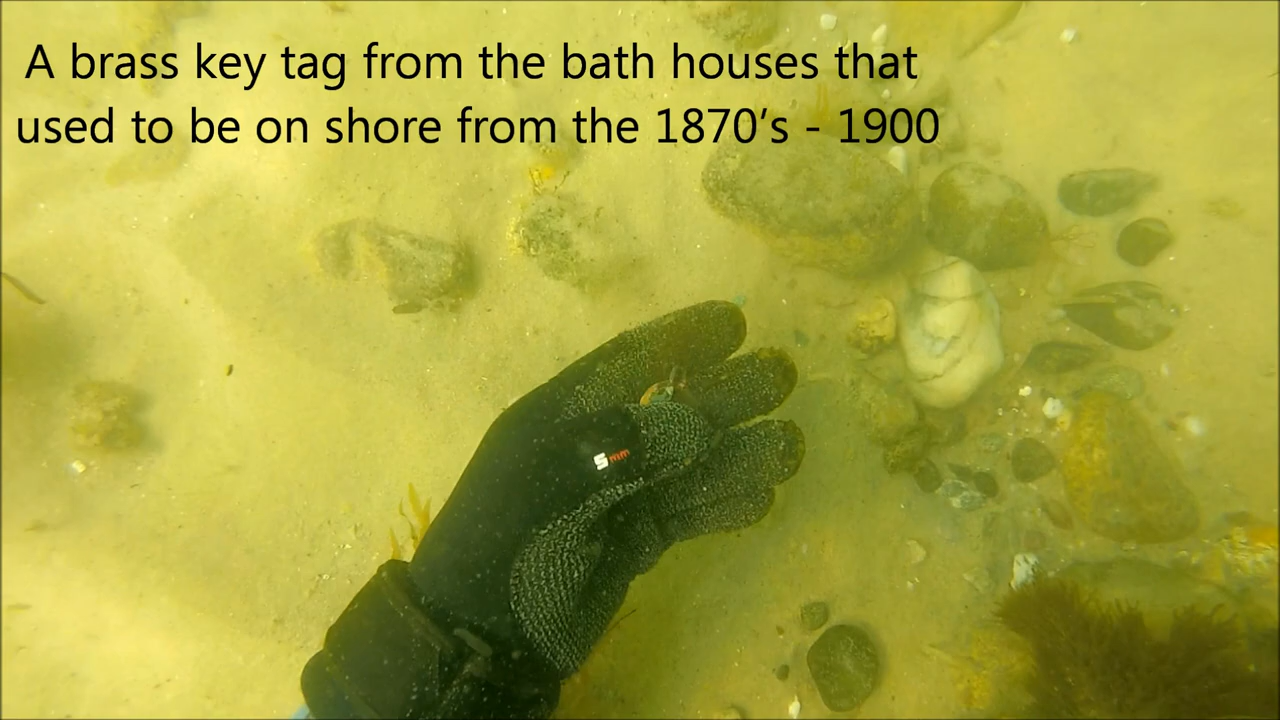 A brass key tag from the bath houses that
used to be on shore from the 1870's - 1900
5mm